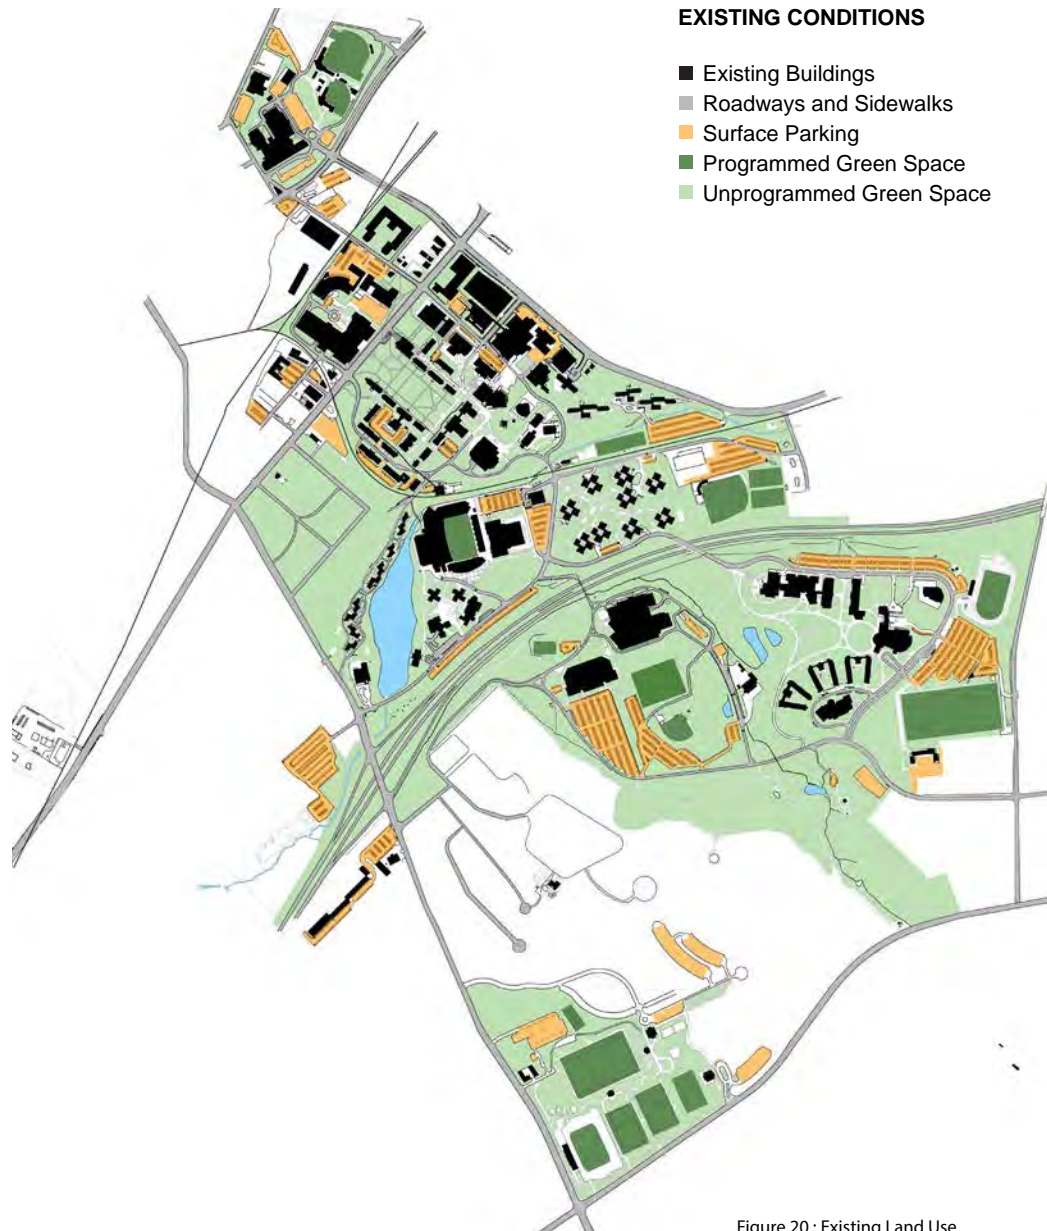 EXISTING CONDITIONS
Existing Buildings
Roadways and Sidewalks
Surface Parking
Programmed Green Space
Unprogrammed Green Space
Figure 20 : Existing Land Use